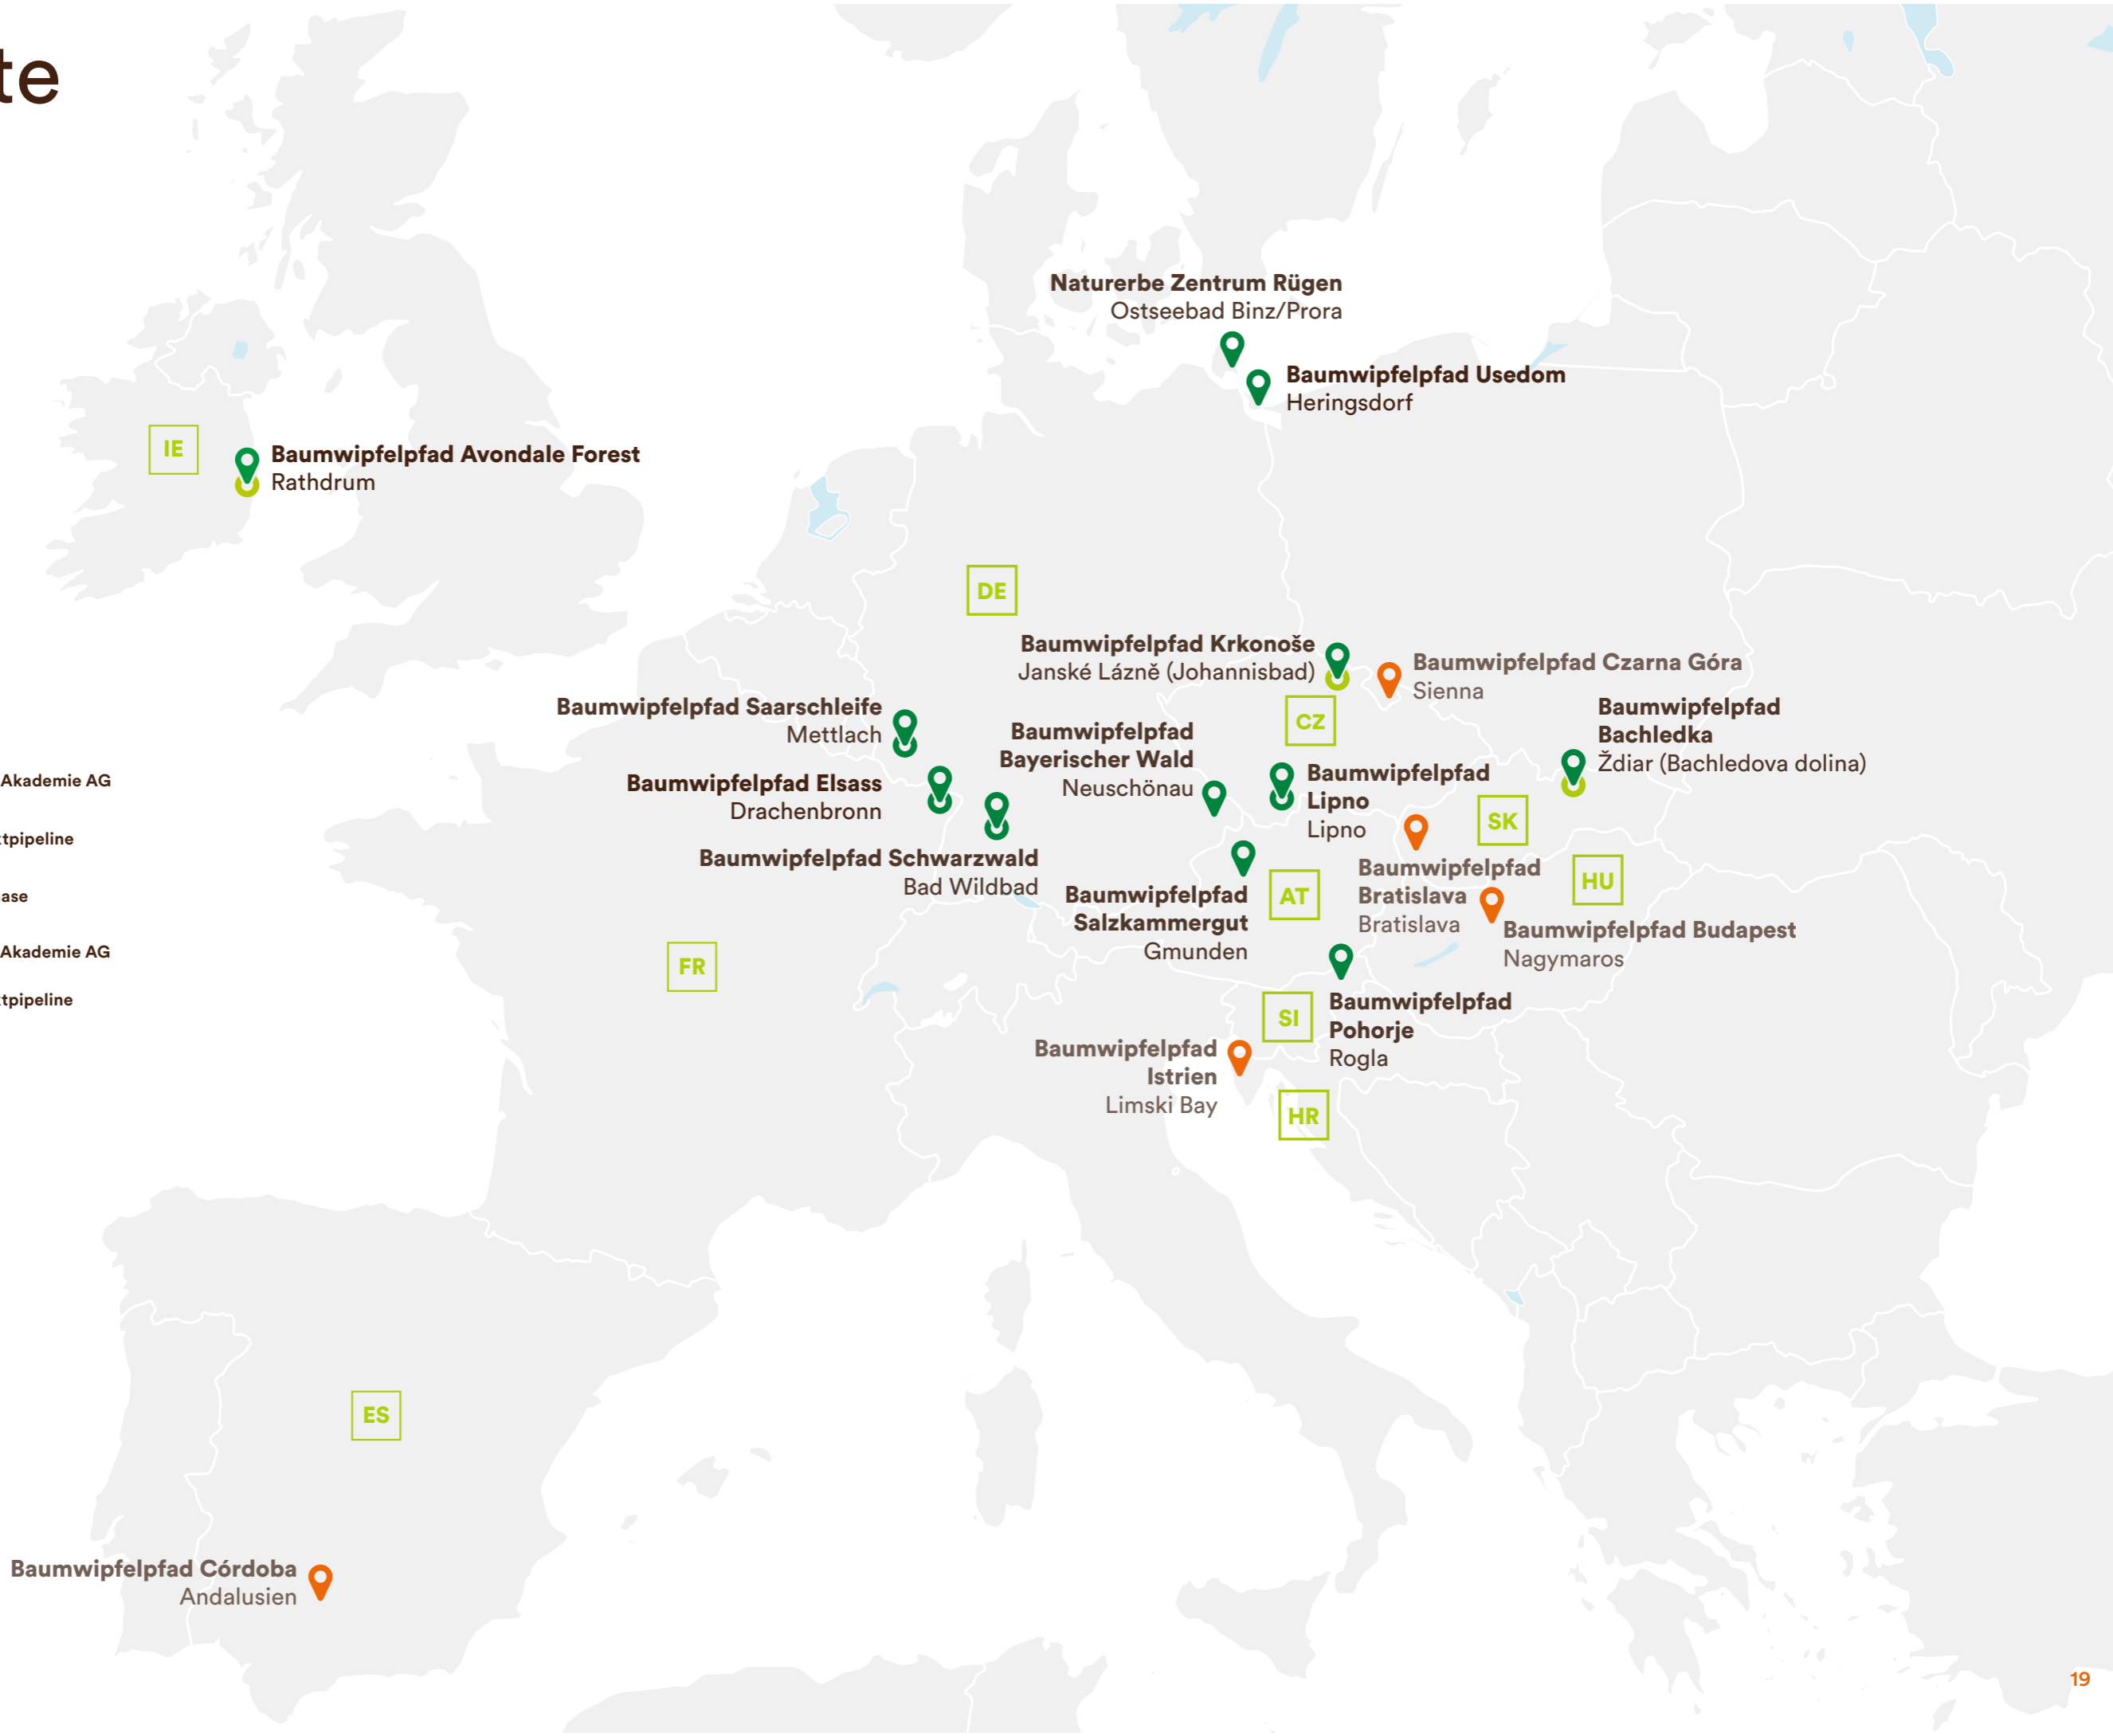 te
Naturerbe Zentrum Rügen
Ostseebad Binz/Prora
Baumwipfelpfad Usedom
Heringsdorf
IE
Baumwipfelpfad Avondale Forest
Rathdrum
DE
Baumwipfelpfad Krkonoše
Janské Lázně (Johannisbad)
Baumwipfelpfad Czarna Góra
Sienna
CZ
Baumwipfelpfad Saarschleife
Mettlach
Baumwipfelpfad
Bayerischer Wald
Neuschönau
Baumwipfelpfad
Bachledka
Ždiar (Bachledova dolina)
Baumwipfelpfad Elsass
Drachenbronn
Baumwipfelpfad
Lipno
Lipno
SK
Akademie AG
tpipeline
ase
Akademie AG
tpipeline
Baumwipfelpfad Schwarzwald
Bad Wildbad
Baumwipfelpfad
Salzkammergut
Gmunden
AT
Baumwipfelpfad
Bratislava
Bratislava
HU
Baumwipfelpfad Budapest
Nagymaros
FR
SI
Baumwipfelpfad
Pohorje
Rogla
Baumwipfelpfad
Istrien
Limski Bay
HR
ES
Baumwipfelpfad Córdoba
Andalusien
19